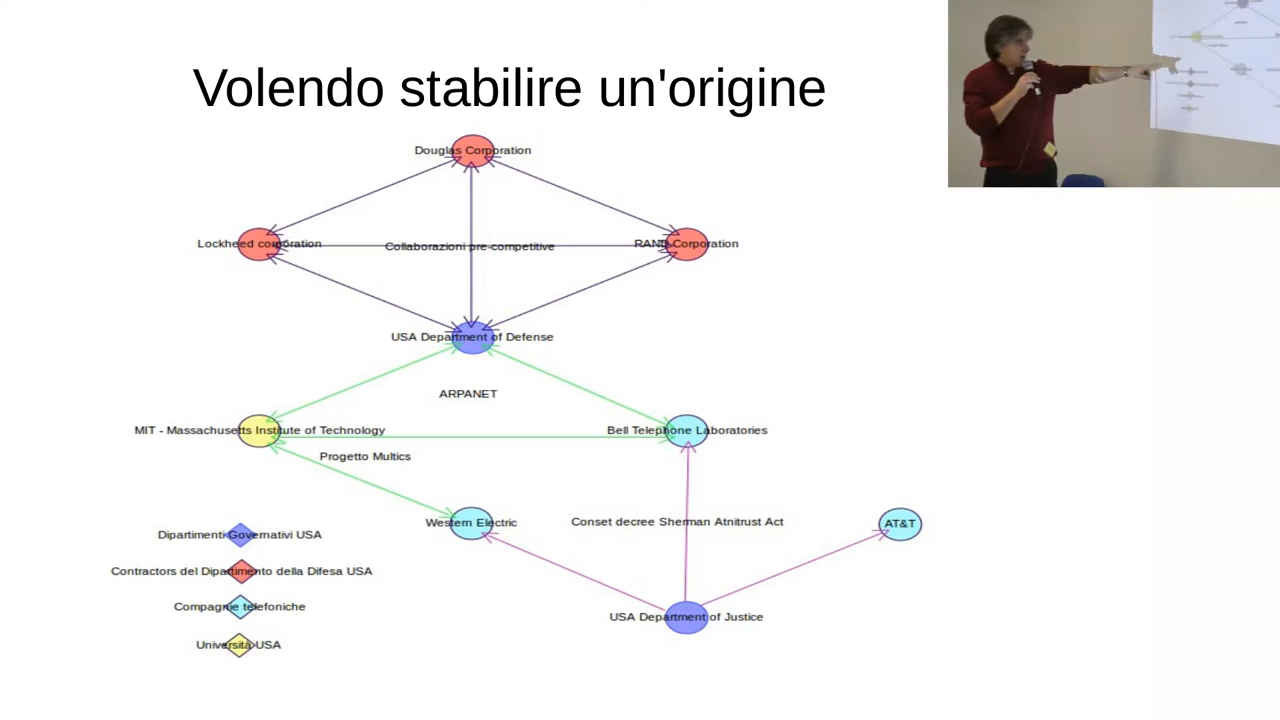 Volendo stabilire un'origine
Douglas Corporation
Lockheed corporation
Collaborazioni pre-competitive
RAND Corporation
USA Department of Defense
ARPANET
MIT - Massachusetts Institute of Technology
Bell Telephone Laboratories
Progetto Multics
Western Electric
Conset decree Sherman Atnitrust Act
AT&T
Dipartimenti Governativi USA
Contractors del Dipartimento della Difesa USA
Compagnie telefoniche
USA Department of Justice
Università USA